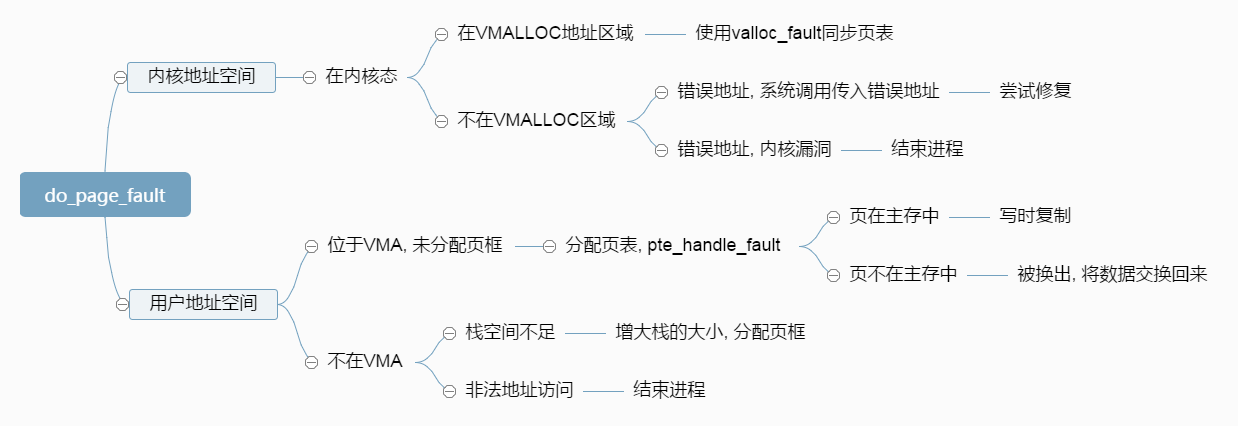 do_page_fault
内核地址空间
在内核态
在VMALLOC地址区域
使用valloc_fault同步页表
不在VMALLOC区域
错误地址, 系统调用传入错误地址
尝试修复
错误地址, 内核漏洞
结束进程
用户地址空间
位于VMA, 未分配页框
分配页表, pte_handle_fault
页在主存中
写时复制
页不在主存中
被换出, 将数据交换回来
不在VMA
栈空间不足
增大栈的大小, 分配页框
非法地址访问
结束进程